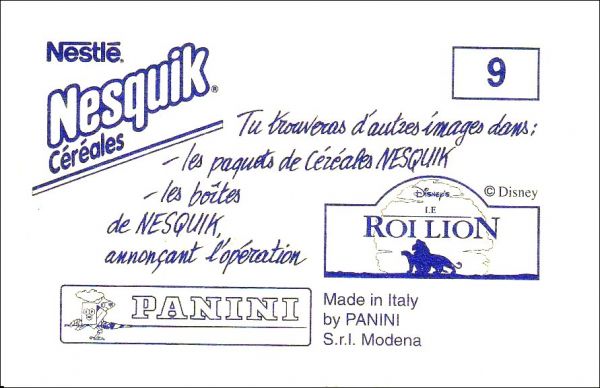 Nestlé®
Nesquik®
Céréales
9
Tu trouveras d'autres images dans:
-les paquets de Céréales NESQUIK
-les boîtes
de NESQUIK,
annonçant l'opération
DISNEY'S
© Disney
LE
ROI LION
PANINI
Made in Italy
by PANINI
S.r.l. Modena